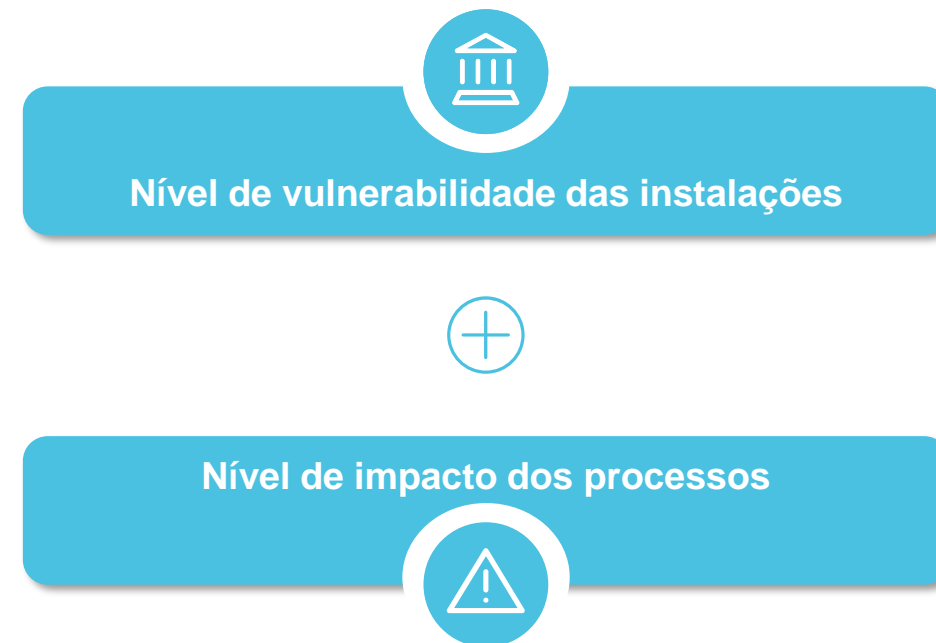 Nível de vulnerabilidade das instalações
Nível de impacto dos processos